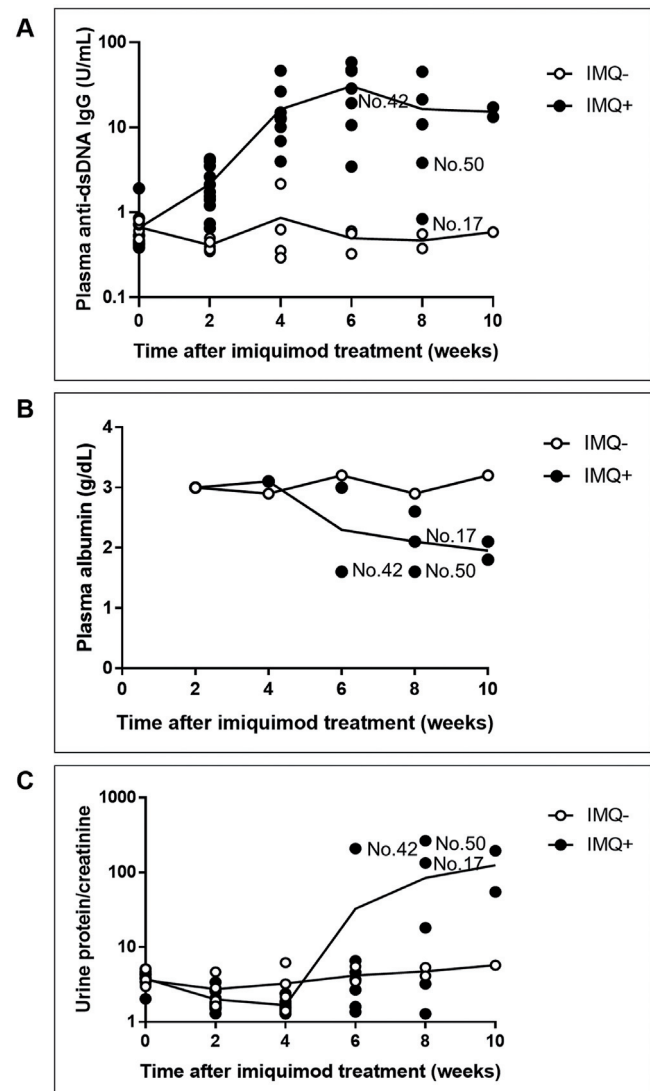 A
Plasma anti-dsDNA IgG (U/mL)
100
10
1
0.1
0 2 4 6 8 10
Time after imiquimod treatment (weeks)
No.42
No.50
No.17
IMQ-
IMQ+
B
Plasma albumin (g/dL)
4
3
2
1
0
0 2 4 6 8 10
Time after imiquimod treatment (weeks)
No.17
No.42 No.50
IMQ-
IMQ+
C
Urine protein/creatinine
1000
100
10
1
0 2 4 6 8 10
Time after imiquimod treatment (weeks)
No.42 No.50
No.17
IMQ-
IMQ+